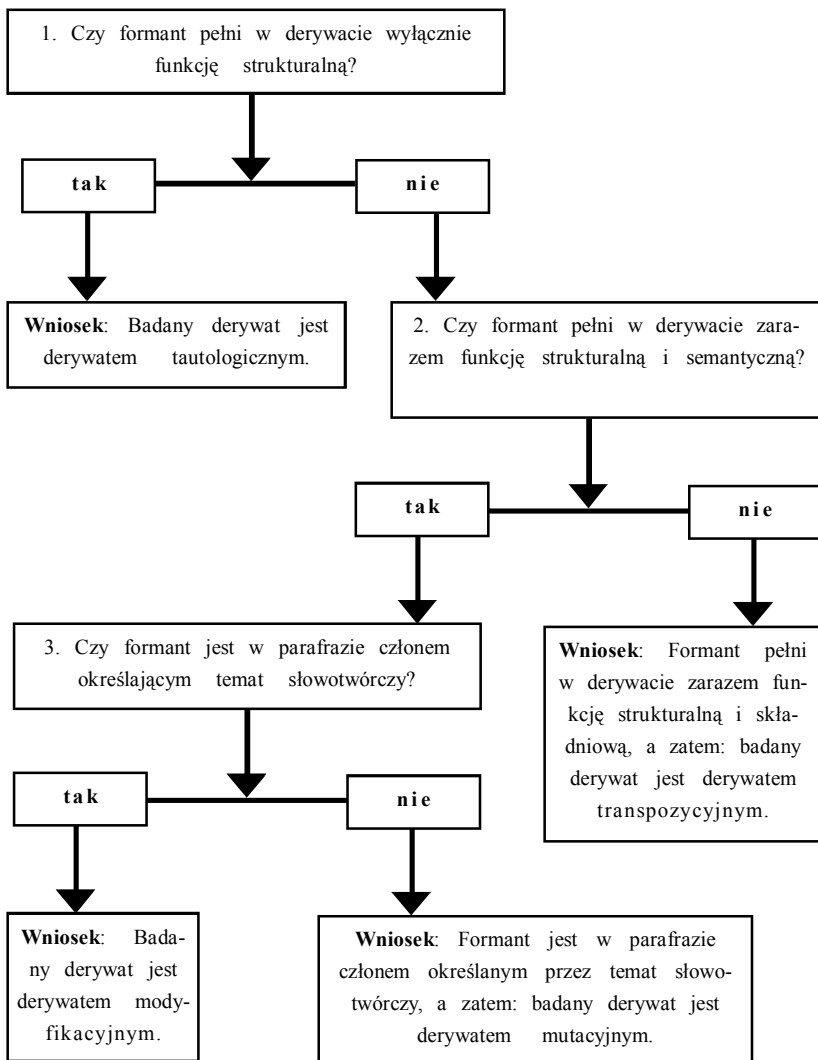 1. Czy formant pełni w derywacie wyłącznie
funkcję strukturalną?
tak
nie
Wniosek: Badany derywat jest
derywatem tautologicznym.
2. Czy formant pełni w derywacie zara-
zem funkcję strukturalną i semantyczną?
tak
nie
3. Czy formant jest w parafrazie członem
określającym temat słowotwórczy?
Wniosek: Formant pełni
w derywacie zarazem fun-
kcję strukturalną i skła-
dniową, a zatem: badany
derywat jest derywatem
transpozycyjnym.
tak
nie
Wniosek: Bada-
ny derywat jest
derywatem mody-
fikacyjnym.
Wniosek: Formant jest w parafrazie
członem określanym przez temat słowo-
twórczy, a zatem: badany derywat jest
derywatem mutacyjnym.